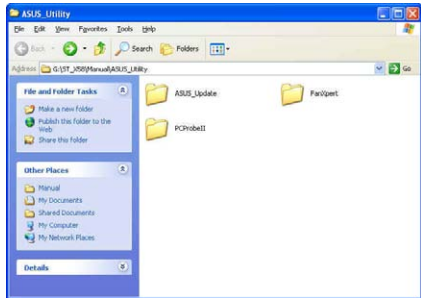 ASUS_Utility
File Edit View Favorites Tools Help
Back Search Folders
Address G:\ST_X58\Manual\ASUS_Utility Go
File and Folder Tasks
Make a new folder
Publish this folder to the
Web
Share this folder
Other Places
Manual
My Documents
Shared Documents
My Computer
My Network Places
Details
ASUS_Update FanXpert
PCProbeII